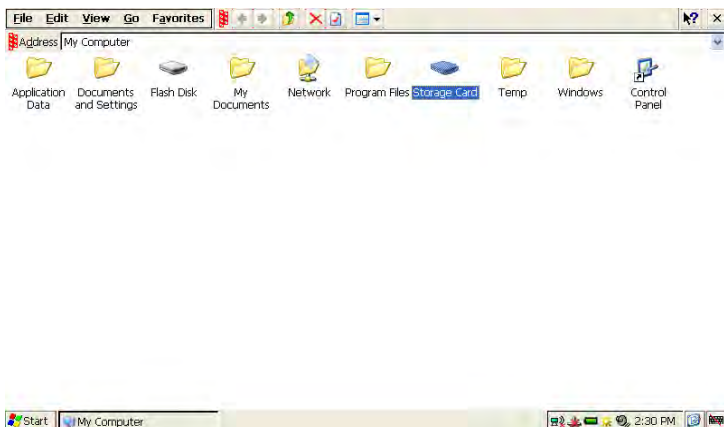 File Edit View Go Favorites ? ×
Address My Computer
Application Data
Documents and Settings
Flash Disk
My Documents
Network
Program Files
Storage Card
Temp
Windows
Control Panel
Start My Computer 2:30 PM